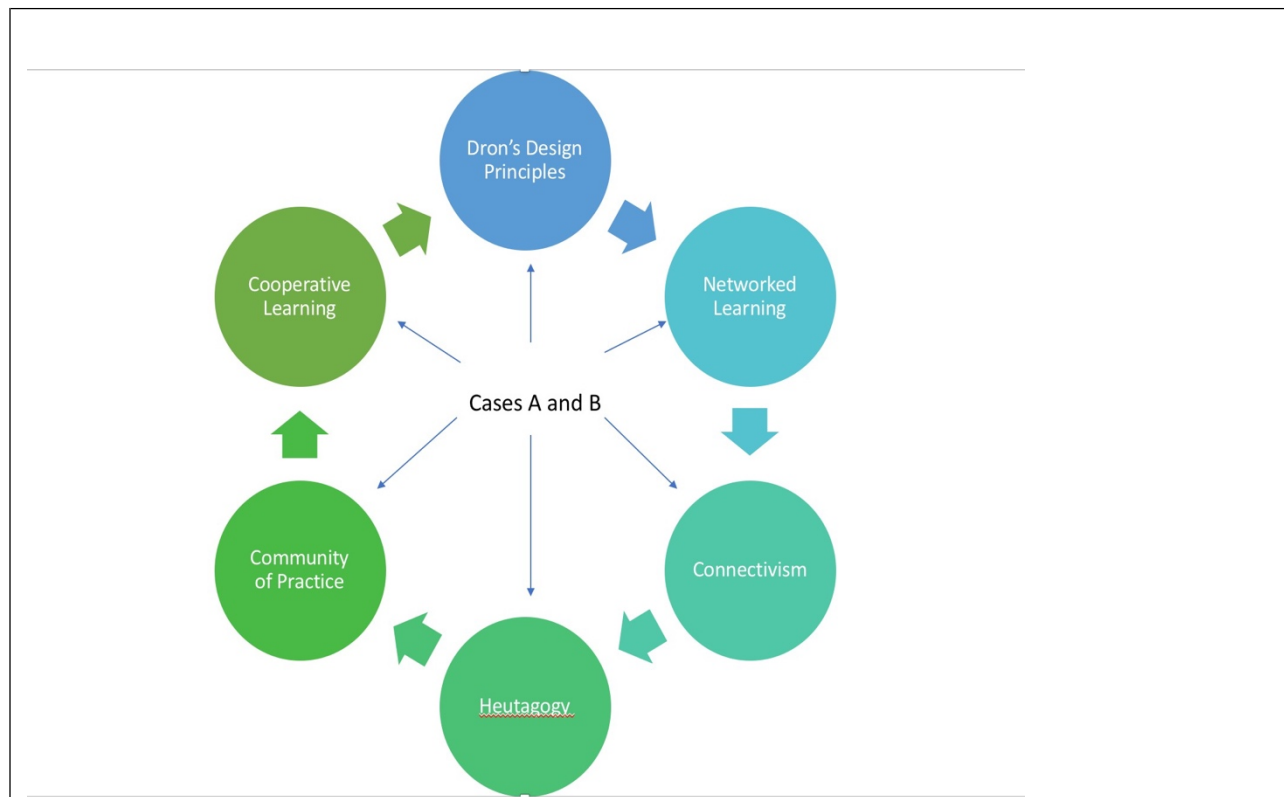 Dron's Design
Principles
Cooperative
Learning
Networked
Learning
Cases A and B
Community
of Practice
Connectivism
Heutagogy